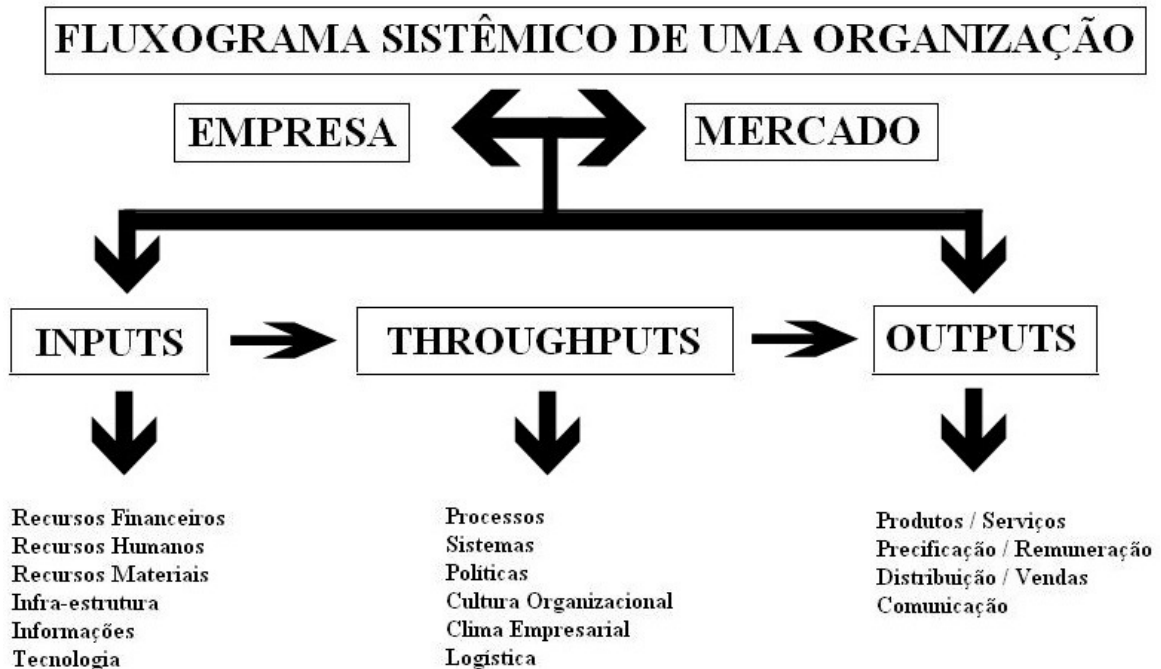 FLUXOGRAMA SISTÊMICO DE UMA ORGANIZAÇÃO
EMPRESA
MERCADO
INPUTS
THROUGHPUTS
OUTPUTS
Recursos Financeiros
Recursos Humanos
Recursos Materiais
Infra-estrutura
Informações
Tecnologia
Processos
Sistemas
Políticas
Cultura Organizacional
Clima Empresarial
Logística
Produtos / Serviços
Precificação / Remuneração
Distribuição / Vendas
Comunicação